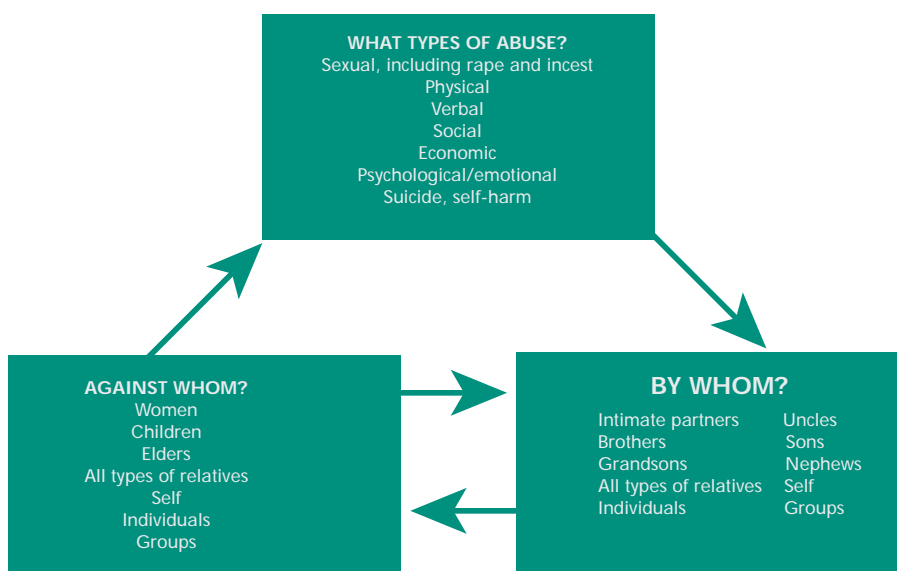 WHAT TYPES OF ABUSE?
Sexual, including rape and incest
Physical
Verbal
Social
Economic
Psychological/emotional
Suicide, self-harm
AGAINST WHOM?
Women
Children
Elders
All types of relatives
Self
Individuals
Groups
BY WHOM?
Intimate partners
Brothers
Grandsons
All types of relatives
Individuals
Uncles
Sons
Nephews
Self
Groups